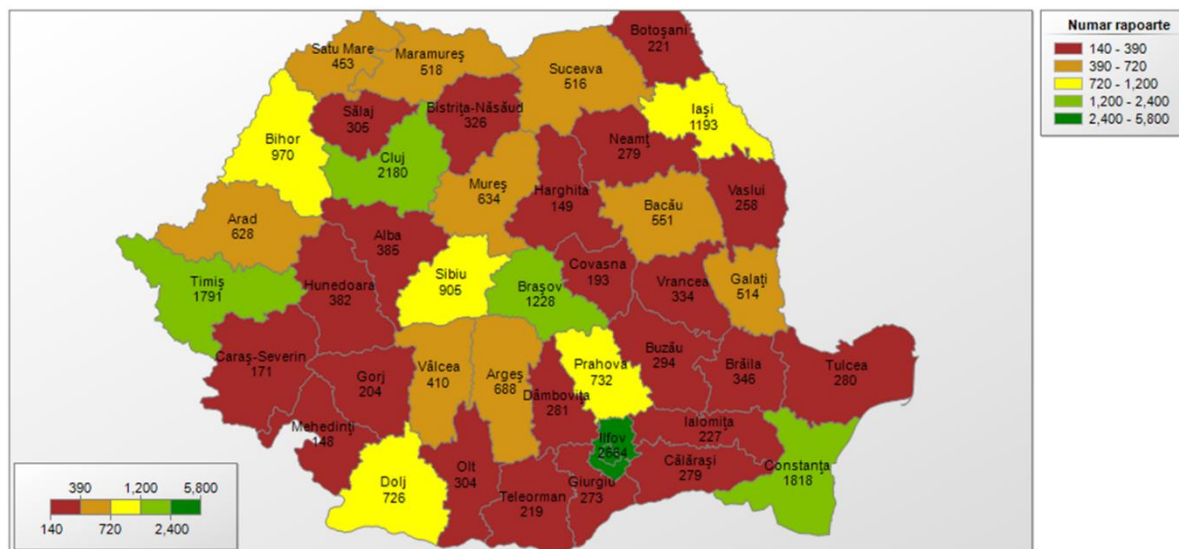 Botoşani
221
Satu Mare
453
Maramureş
518
Suceava
516
Iaşi
1193
Sălaj
305
Bistriţa-Năsăud
326
Neamţ
279
Bihor
970
Cluj
2180
Mureş
634
Harghita
149
Bacău
551
Vaslui
258
Arad
628
Alba
385
Sibiu
905
Braşov
1228
Covasna
193
Vrancea
334
Galaţi
514
Timiş
1791
Hunedoara
382
Caraş-Severin
171
Gorj
204
Vâlcea
410
Argeş
688
Prahova
732
Dâmboviţa
281
Buzău
294
Brăila
346
Tulcea
280
Mehedinţi
148
Dolj
726
Olt
304
Teleorman
219
Giurgiu
273
Ilfov
2664
Ialomiţa
227
Călăraşi
279
Constanţa
1818
Numar rapoarte
140 - 390
390 - 720
720 - 1,200
1,200 - 2,400
2,400 - 5,800
390 1,200 5,800
140 720 2,400